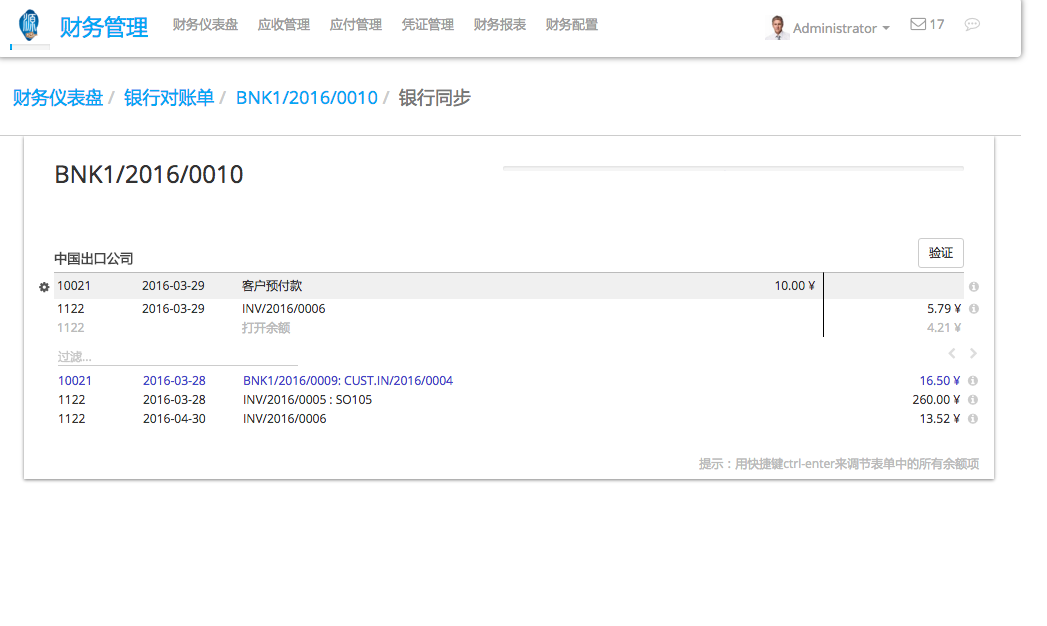 源 财务管理 财务仪表盘 应收管理 应付管理 凭证管理 财务报表 财务配置 Administrator 17
财务仪表盘 / 银行对账单 / BNK1/2016/0010 / 银行同步
BNK1/2016/0010
中国出口公司 验证
10021 2016-03-29 客户预付款 10.00 ¥
1122 2016-03-29 INV/2016/0006 5.79 ¥
1122 打开余额 4.21 ¥
过滤...
10021 2016-03-28 BNK1/2016/0009: CUST.IN/2016/0004 16.50 ¥
1122 2016-03-28 INV/2016/0005 : SO105 260.00 ¥
1122 2016-04-30 INV/2016/0006 13.52 ¥
提示：用快捷键ctrl-enter来调节表单中的所有余额项